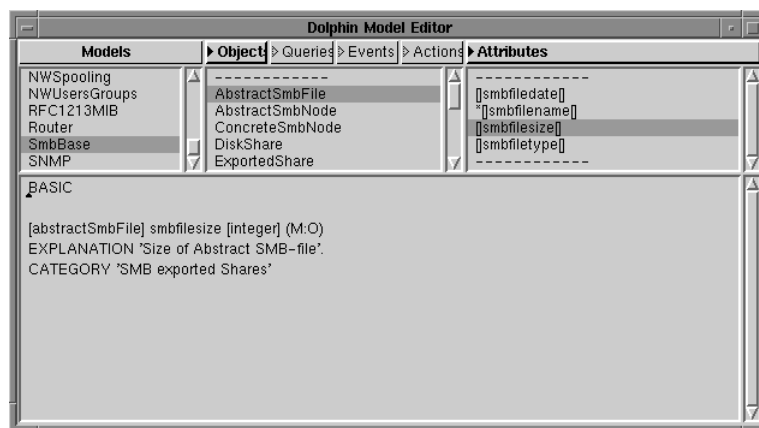 Dolphin Model Editor
Models
Objects Queries Events Actions Attributes
NWSpooling
NWUsersGroups
RFC1213MIB
Router
SmbBase
SNMP
------------
AbstractSmbFile
AbstractSmbNode
ConcreteSmbNode
DiskShare
ExportedShare
------------
[]smbfiledate[]
*[]smbfilename[]
[]smbfilesize[]
[]smbfiletype[]
------------
BASIC
[abstractSmbFile] smbfilesize [integer] (M:O)
EXPLANATION 'Size of Abstract SMB-file'.
CATEGORY 'SMB exported Shares'